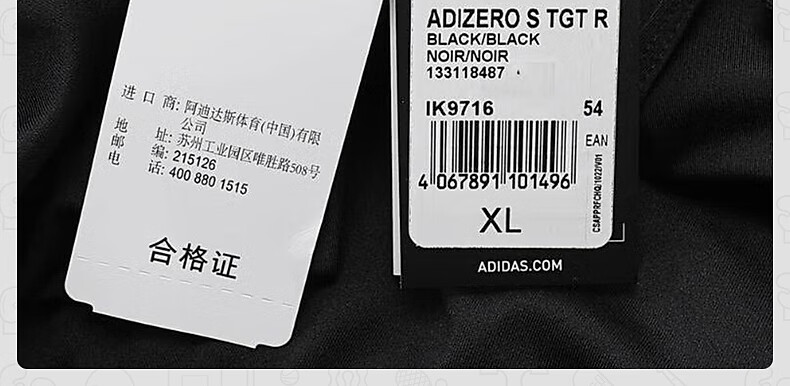 进 口 商: 阿迪达斯体育(中国)有限
公司
地 址: 苏州工业园区唯胜路508号
邮 编: 215126
电 话: 400 880 1515
合格证
ADIZERO S TGT R
BLACK/BLACK
NOIR/NOIR
133118487
IK9716 54
EAN
4 067891 101496
CSAPPRFCHQ/1022/V01
XL
ADIDAS.COM